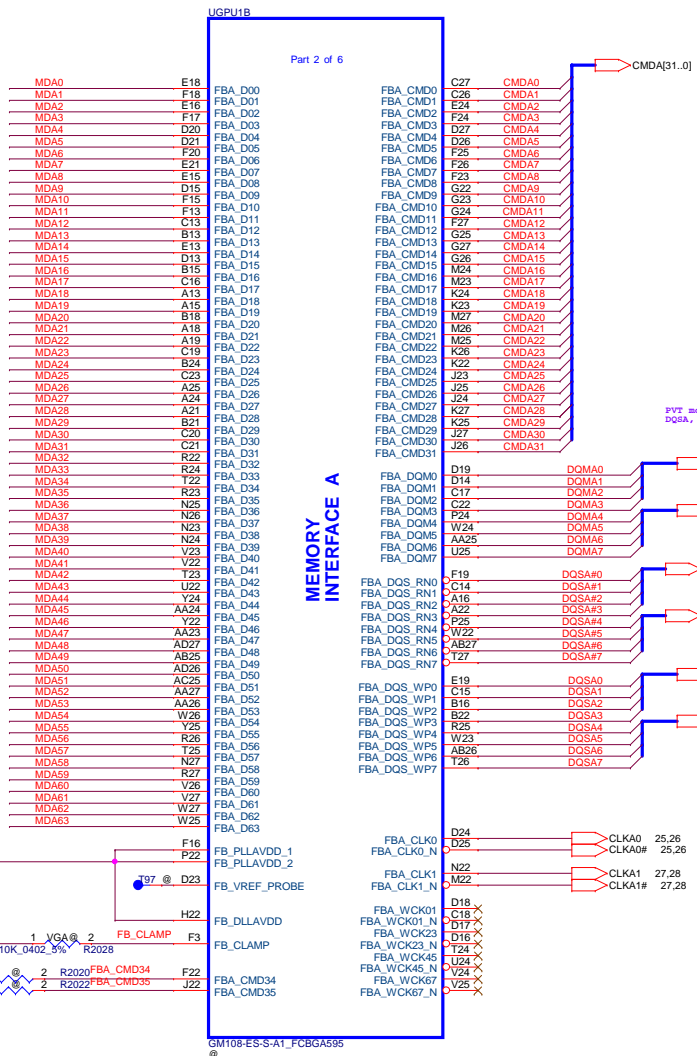 UGPU1B
Part 2 of 6
MDA0 E18 FBA_D00
MDA1 F18 FBA_D01
MDA2 E16 FBA_D02
MDA3 F17 FBA_D03
MDA4 D20 FBA_D04
MDA5 D21 FBA_D05
MDA6 F20 FBA_D06
MDA7 E21 FBA_D07
MDA8 E15 FBA_D08
MDA9 D15 FBA_D09
MDA10 F15 FBA_D10
MDA11 F13 FBA_D11
MDA12 C13 FBA_D12
MDA13 B13 FBA_D13
MDA14 E13 FBA_D14
MDA15 D13 FBA_D15
MDA16 B15 FBA_D16
MDA17 C16 FBA_D17
MDA18 A13 FBA_D18
MDA19 A15 FBA_D19
MDA20 B18 FBA_D20
MDA21 A18 FBA_D21
MDA22 A19 FBA_D22
MDA23 C19 FBA_D23
MDA24 B24 FBA_D24
MDA25 C23 FBA_D25
MDA26 A25 FBA_D26
MDA27 A24 FBA_D27
MDA28 A21 FBA_D28
MDA29 B21 FBA_D29
MDA30 C20 FBA_D30
MDA31 C21 FBA_D31
MDA32 R22 FBA_D32
MDA33 R24 FBA_D33
MDA34 T22 FBA_D34
MDA35 R23 FBA_D35
MDA36 N25 FBA_D36
MDA37 N26 FBA_D37
MDA38 N23 FBA_D38
MDA39 N24 FBA_D39
MDA40 V23 FBA_D40
MDA41 V22 FBA_D41
MDA42 T23 FBA_D42
MDA43 U22 FBA_D43
MDA44 Y24 FBA_D44
MDA45 AA24 FBA_D45
MDA46 Y22 FBA_D46
MDA47 AA23 FBA_D47
MDA48 AD27 FBA_D48
MDA49 AB25 FBA_D49
MDA50 AD26 FBA_D50
MDA51 AC25 FBA_D51
MDA52 AA27 FBA_D52
MDA53 AA26 FBA_D53
MDA54 W26 FBA_D54
MDA55 Y25 FBA_D55
MDA56 R26 FBA_D56
MDA57 T25 FBA_D57
MDA58 N27 FBA_D58
MDA59 R27 FBA_D59
MDA60 V26 FBA_D60
MDA61 V27 FBA_D61
MDA62 W27 FBA_D62
MDA63 W25 FBA_D63
F16 FB_PLLAVDD_1
P22 FB_PLLAVDD_2
T97 @ D23 FB_VREF_PROBE
H22 FB_DLLAVDD
1 VGA@ 2 FB_CLAMP F3 FB_CLAMP
10K_0402_5% R2028
@ 2 R2020 FB_CMD34 F22 FBA_CMD34
@ 2 R2022 FB_CMD35 J22 FBA_CMD35
MEMORY
INTERFACE A
FBA_CMD0 C27 CMDA0
FBA_CMD1 C26 CMDA1
FBA_CMD2 E24 CMDA2
FBA_CMD3 F24 CMDA3
FBA_CMD4 D27 CMDA4
FBA_CMD5 D26 CMDA5
FBA_CMD6 F25 CMDA6
FBA_CMD7 F26 CMDA7
FBA_CMD8 F23 CMDA8
FBA_CMD9 G22 CMDA9
FBA_CMD10 G23 CMDA10
FBA_CMD11 G24 CMDA11
FBA_CMD12 F27 CMDA12
FBA_CMD13 G25 CMDA13
FBA_CMD14 G27 CMDA14
FBA_CMD15 G26 CMDA15
FBA_CMD16 M24 CMDA16
FBA_CMD17 M23 CMDA17
FBA_CMD18 K24 CMDA18
FBA_CMD19 K23 CMDA19
FBA_CMD20 M27 CMDA20
FBA_CMD21 M26 CMDA21
FBA_CMD22 M25 CMDA22
FBA_CMD23 K26 CMDA23
FBA_CMD24 K22 CMDA24
FBA_CMD25 J23 CMDA25
FBA_CMD26 J25 CMDA26
FBA_CMD27 J24 CMDA27
FBA_CMD28 K27 CMDA28
FBA_CMD29 K25 CMDA29
FBA_CMD30 J27 CMDA30
FBA_CMD31 J26 CMDA31
CMDA[31..0]
PVT
DQSA,
FBA_DQM0 D19 DQMA0
FBA_DQM1 D14 DQMA1
FBA_DQM2 C17 DQMA2
FBA_DQM3 C22 DQMA3
FBA_DQM4 P24 DQMA4
FBA_DQM5 W24 DQMA5
FBA_DQM6 AA25 DQMA6
FBA_DQM7 U25 DQMA7
FBA_DQS_RN0 F19 DQSA#0
FBA_DQS_RN1 C14 DQSA#1
FBA_DQS_RN2 A16 DQSA#2
FBA_DQS_RN3 A22 DQSA#3
FBA_DQS_RN4 P25 DQSA#4
FBA_DQS_RN5 W22 DQSA#5
FBA_DQS_RN6 AB27 DQSA#6
FBA_DQS_RN7 T27 DQSA#7
FBA_DQS_WP0 E19 DQSA0
FBA_DQS_WP1 C15 DQSA1
FBA_DQS_WP2 B16 DQSA2
FBA_DQS_WP3 B22 DQSA3
FBA_DQS_WP4 R25 DQSA4
FBA_DQS_WP5 W23 DQSA5
FBA_DQS_WP6 AB26 DQSA6
FBA_DQS_WP7 T26 DQSA7
FBA_CLK0 D24 CLKA0 25,26
FBA_CLK0_N D25 CLKA0# 25,26
FBA_CLK1 N22 CLKA1 27,28
FBA_CLK1_N M22 CLKA1# 27,28
FBA_WCK01 D18
FBA_WCK01_N C18
FBA_WCK23 D17
FBA_WCK23_N D16
FBA_WCK45 T24
FBA_WCK45_N U24
FBA_WCK67 V24
FBA_WCK67_N V25
GM108-ES-S-A1_FCBGA595
@